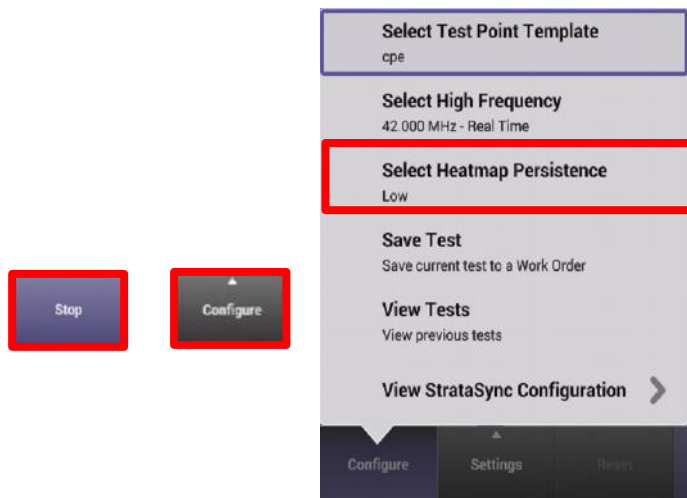 Select Test Point Template
cpe
Select High Frequency
42.000 MHz - Real Time
Select Heatmap Persistence
Low
Save Test
Save current test to a Work Order
View Tests
View previous tests
View StrataSync Configuration
Stop
Configure
Configure
Settings
Reset